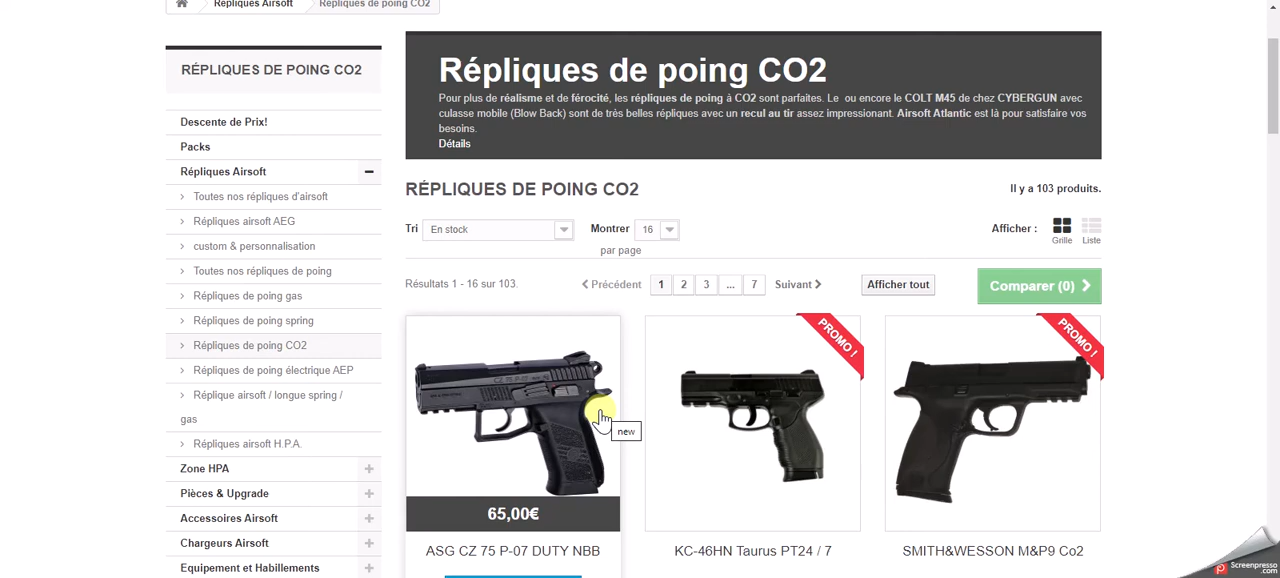 Répliques Airsoft
Répliques de poing CO2
RÉPLIQUES DE POING CO2
Descente de Prix!
Packs
Répliques Airsoft
Toutes nos répliques d'airsoft
Répliques airsoft AEG
custom & personnalisation
Toutes nos répliques de poing
Répliques de poing gas
Répliques de poing spring
Répliques de poing CO2
Répliques de poing électrique AEP
Réplique airsoft / longue spring /
gas
Répliques airsoft H.P.A.
Zone HPA
Pièces & Upgrade
Accessoires Airsoft
Chargeurs Airsoft
Equipement et Habillements
Répliques de poing CO2
Pour plus de réalisme et de férocité, les répliques de poing à CO2 sont parfaites. Le  ou encore le COLT M45 de chez CYBERGUN avec
culasse mobile (Blow Back) sont de trés belles répliques avec un recul au tir assez impressionant. Airsoft Atlantic est là pour satisfaire vos
besoins.
Détails
RÉPLIQUES DE POING CO2
Il y a 103 produits.
Tri
En stock
Montrer
16
par page
Afficher :
Grille
Liste
Résultats 1 - 16 sur 103.
Précédent
1
2
3
...
7
Suivant
Afficher tout
Comparer (0)
PROMO !
PROMO !
new
65,00€
ASG CZ 75 P-07 DUTY NBB
KC-46HN Taurus PT24 / 7
SMITH&WESSON M&P9 Co2
Screenpresso
.com